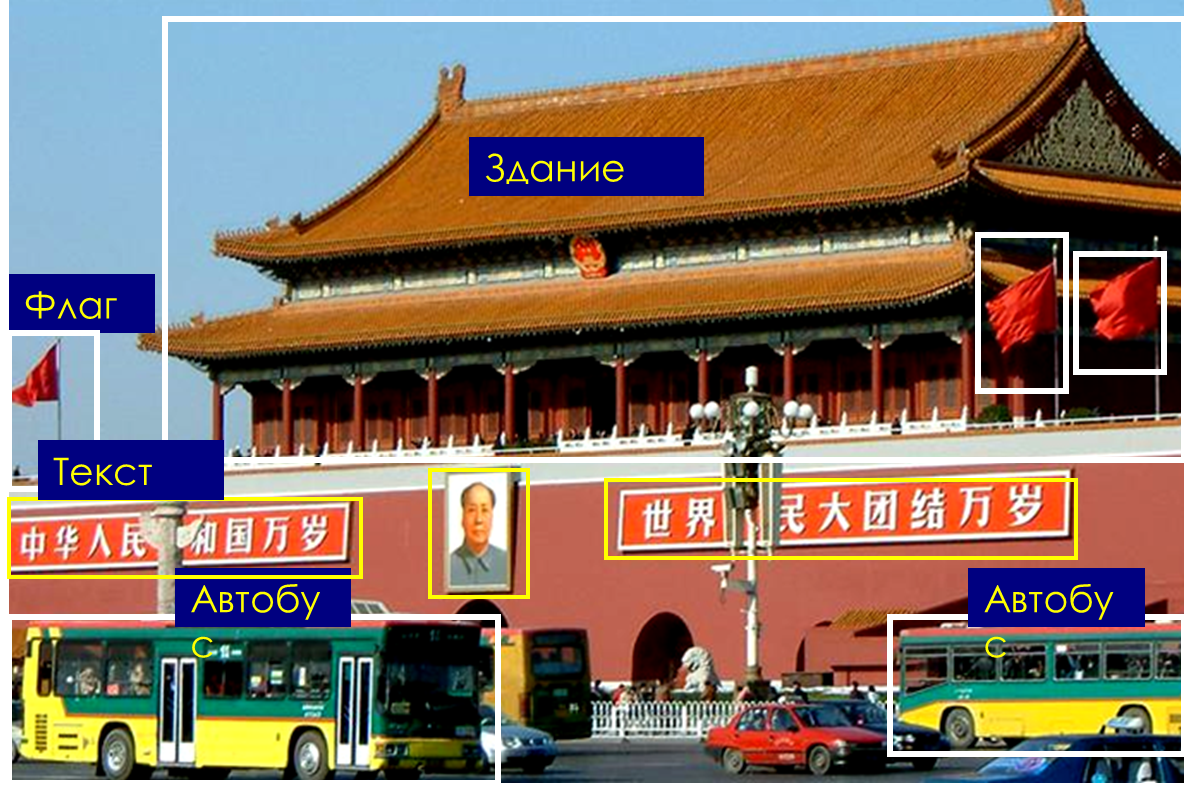 Здание
Флаг
Текст
中华人民 和国万岁
世界 民大团结万岁
Автобу
с
Автобу
с